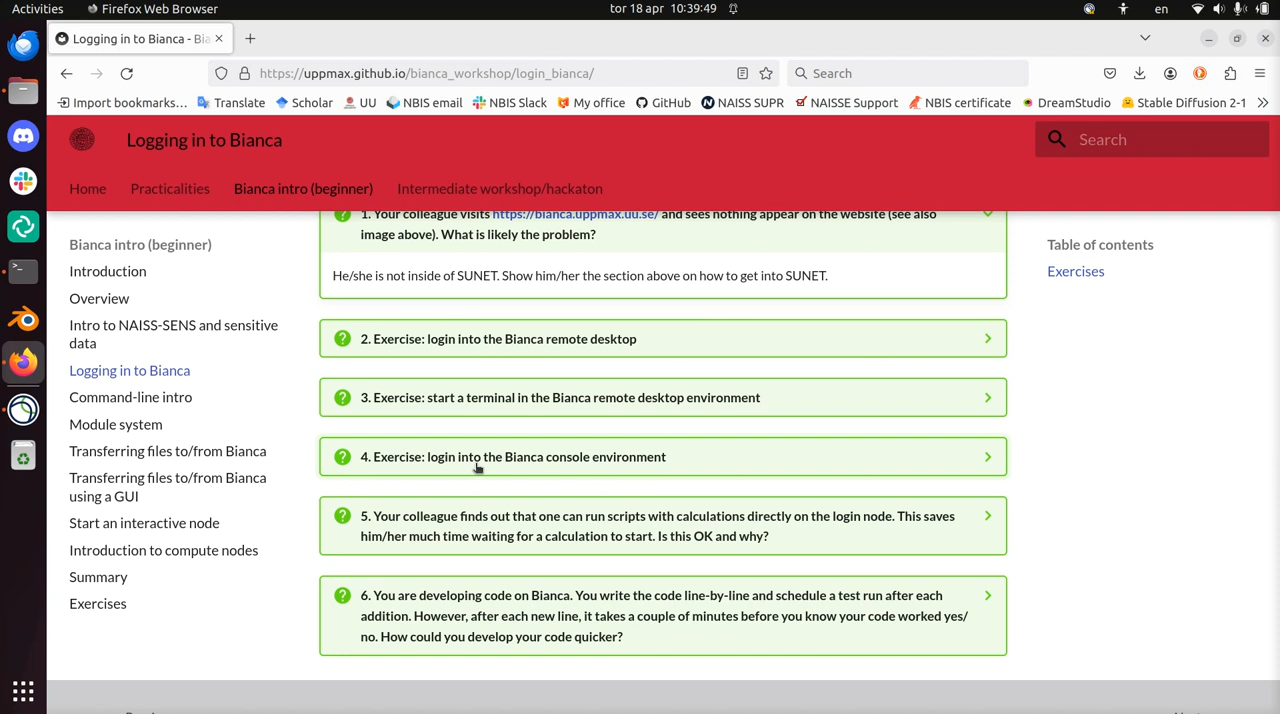 Activities
Firefox Web Browser
tor 18 apr 10:39:49
en
Logging in to Bianca - Bia
https://uppmax.github.io/bianca_workshop/login_bianca/
Search
Import bookmarks...
Translate
Scholar
UU
NBIS email
NBIS Slack
My office
GitHub
NAISS SUPR
NAISSE Support
NBIS certificate
DreamStudio
Stable Diffusion 2-1
Logging in to Bianca
Search
Home
Practicalities
Bianca intro (beginner)
Intermediate workshop/hackaton
Bianca intro (beginner)
Introduction
Overview
Intro to NAISS-SENS and sensitive
data
Logging in to Bianca
Command-line intro
Module system
Transferring files to/from Bianca
Transferring files to/from Bianca
using a GUI
Start an interactive node
Introduction to compute nodes
Summary
Exercises
1. Your colleague visits https://bianca.uppmax.uu.se/ and sees nothing appear on the website (see also
image above). What is likely the problem?
He/she is not inside of SUNET. Show him/her the section above on how to get into SUNET.
2. Exercise: login into the Bianca remote desktop
3. Exercise: start a terminal in the Bianca remote desktop environment
4. Exercise: login into the Bianca console environment
5. Your colleague finds out that one can run scripts with calculations directly on the login node. This saves
him/her much time waiting for a calculation to start. Is this OK and why?
6. You are developing code on Bianca. You write the code line-by-line and schedule a test run after each
addition. However, after each new line, it takes a couple of minutes before you know your code worked yes/
no. How could you develop your code quicker?
Table of contents
Exercises